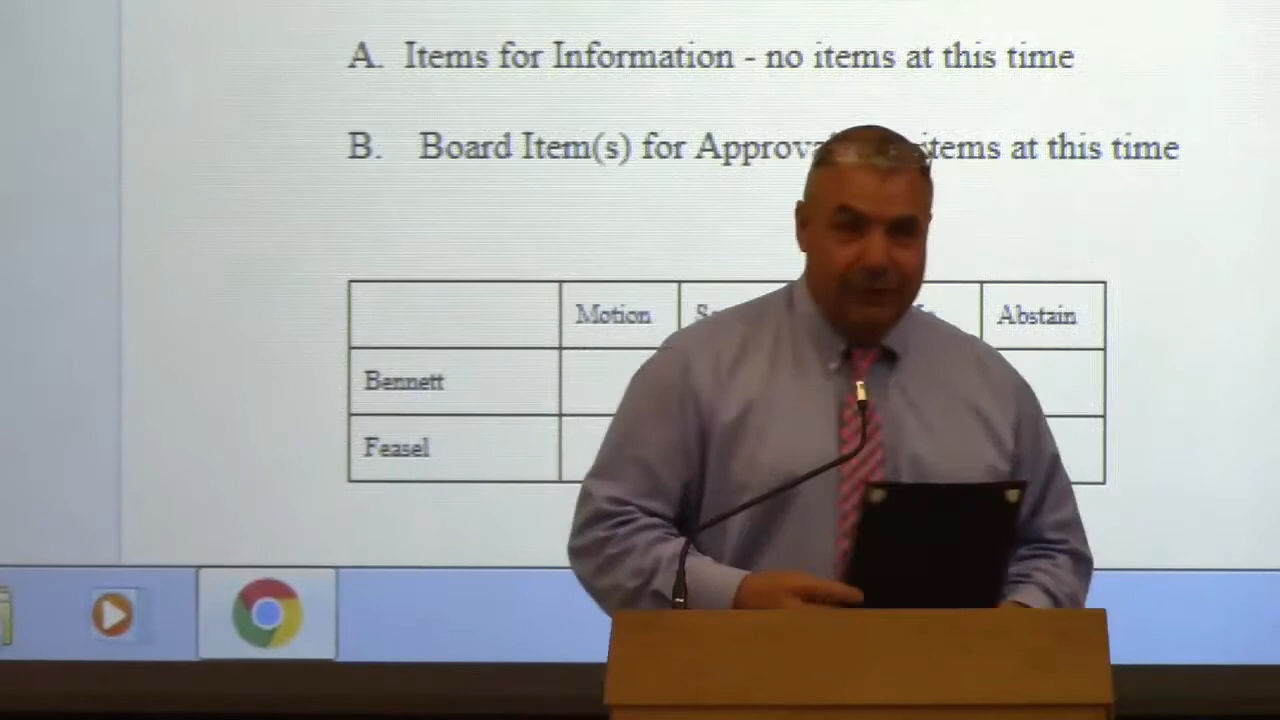 A. Items for Information - no items at this time
B. Board Item(s) for Approva items at this time
Motion Abstain
Bennett
Feasel